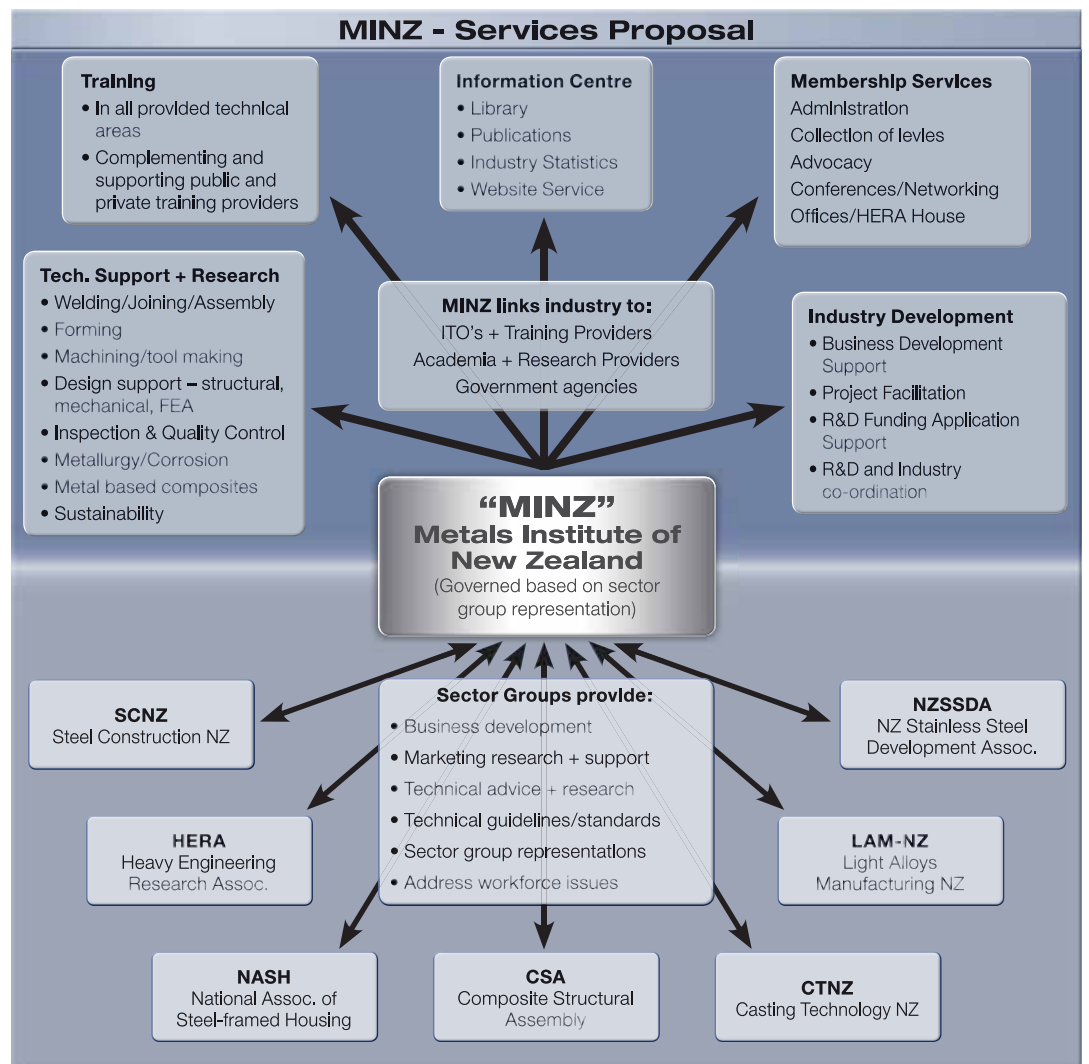 MINZ - Services Proposal
Training
• In all provided technical
areas
• Complementing and
supporting public and
private training providers
Information Centre
• Library
• Publications
• Industry Statistics
• Website Service
Membership Services
Administration
Collection of levies
Advocacy
Conferences/Networking
Offices/HERA House
Tech. Support + Research
• Welding/Joining/Assembly
• Forming
• Machining/tool making
• Design support – structural,
mechanical, FEA
• Inspection & Quality Control
• Metallurgy/Corrosion
• Metal based composites
• Sustainability
MINZ links industry to:
ITO's + Training Providers
Academia + Research Providers
Government agencies
Industry Development
• Business Development
Support
• Project Facilitation
• R&D Funding Application
Support
• R&D and Industry
co-ordination
“MINZ”
Metals Institute of
New Zealand
(Governed based on sector
group representation)
SCNZ
Steel Construction NZ
Sector Groups provide:
• Business development
• Marketing research + support
• Technical advice + research
• Technical guidelines/standards
• Sector group representations
• Address workforce issues
NZSSDA
NZ Stainless Steel
Development Assoc.
HERA
Heavy Engineering
Research Assoc.
LAM-NZ
Light Alloys
Manufacturing NZ
NASH
National Assoc. of
Steel-framed Housing
CSA
Composite Structural
Assembly
CTNZ
Casting Technology NZ